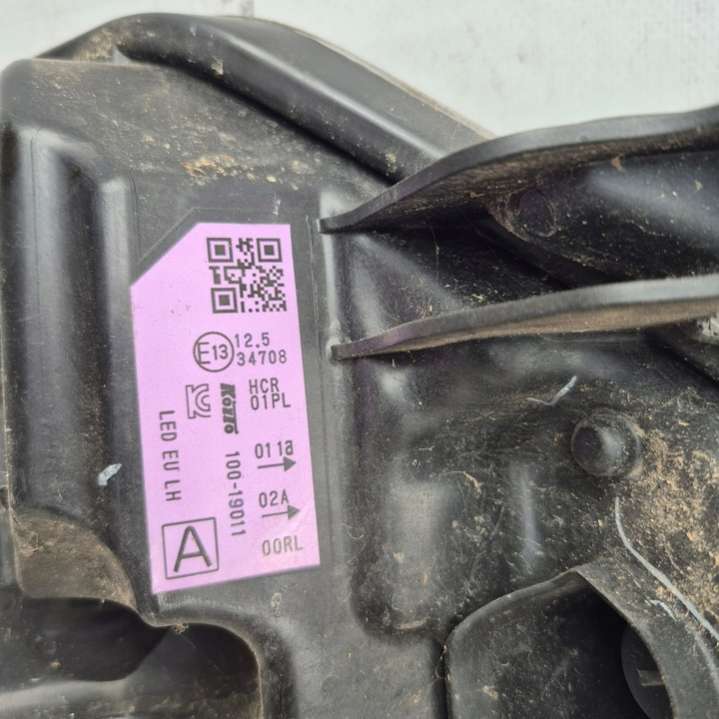 E13
12.5
34708
HCR
01PL
KOITO
100-19011
LED EU LH
011a
02A
00RL
A